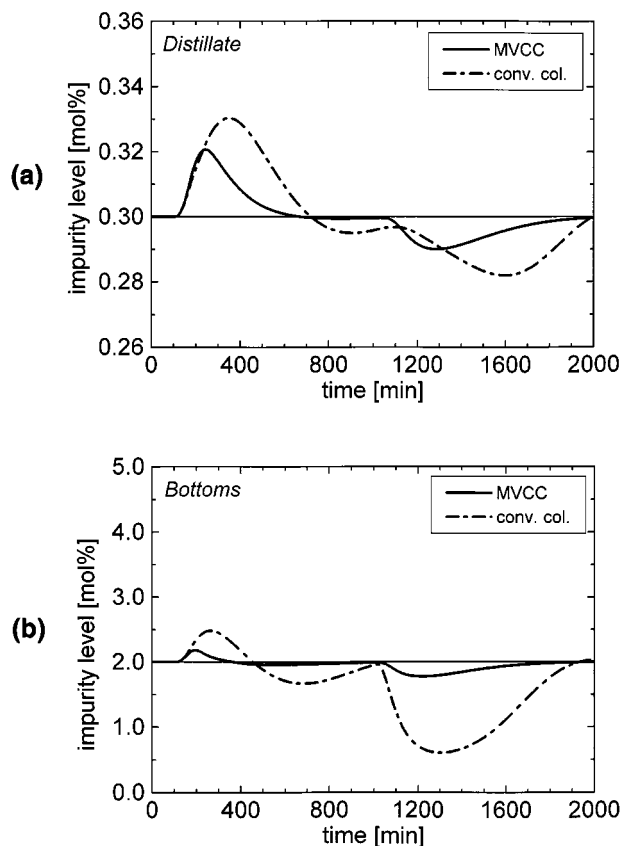 (a)
Distillate
MVCC
conv. col.
impurity level [mol%]
0.36
0.34
0.32
0.30
0.28
0.26
0 400 800 1200 1600 2000
time [min]
(b)
Bottoms
MVCC
conv. col.
impurity level [mol%]
5.0
4.0
3.0
2.0
1.0
0.0
0 400 800 1200 1600 2000
time [min]